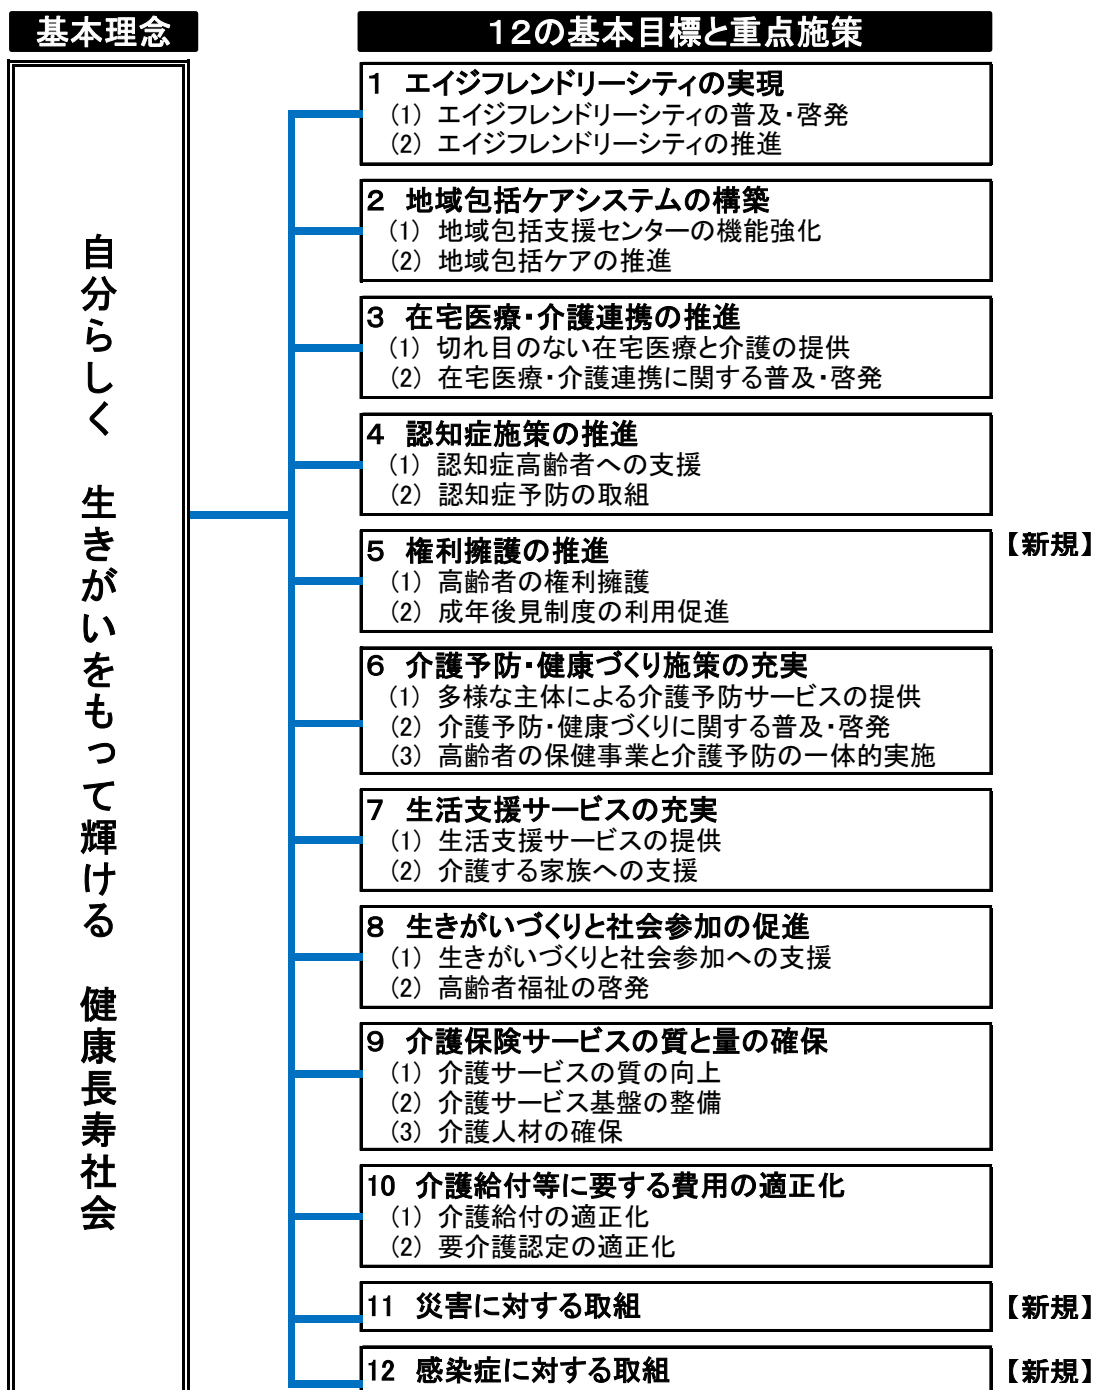 基本理念
自分らしく 生きがいをもって輝ける 健康長寿社会
12の基本目標と重点施策
1 エイジフレンドリーシティの実現
(1) エイジフレンドリーシティの普及・啓発
(2) エイジフレンドリーシティの推進
2 地域包括ケアシステムの構築
(1) 地域包括支援センターの機能強化
(2) 地域包括ケアの推進
3 在宅医療・介護連携の推進
(1) 切れ目のない在宅医療と介護の提供
(2) 在宅医療・介護連携に関する普及・啓発
4 認知症施策の推進
(1) 認知症高齢者への支援
(2) 認知症予防の取組
5 権利擁護の推進
【新規】
(1) 高齢者の権利擁護
(2) 成年後見制度の利用促進
6 介護予防・健康づくり施策の充実
(1) 多様な主体による介護予防サービスの提供
(2) 介護予防・健康づくりに関する普及・啓発
(3) 高齢者の保健事業と介護予防の一体的実施
7 生活支援サービスの充実
(1) 生活支援サービスの提供
(2) 介護する家族への支援
8 生きがいづくりと社会参加の促進
(1) 生きがいづくりと社会参加への支援
(2) 高齢者福祉の啓発
9 介護保険サービスの質と量の確保
(1) 介護サービスの質の向上
(2) 介護サービス基盤の整備
(3) 介護人材の確保
10 介護給付等に要する費用の適正化
(1) 介護給付の適正化
(2) 要介護認定の適正化
11 災害に対する取組
【新規】
12 感染症に対する取組
【新規】